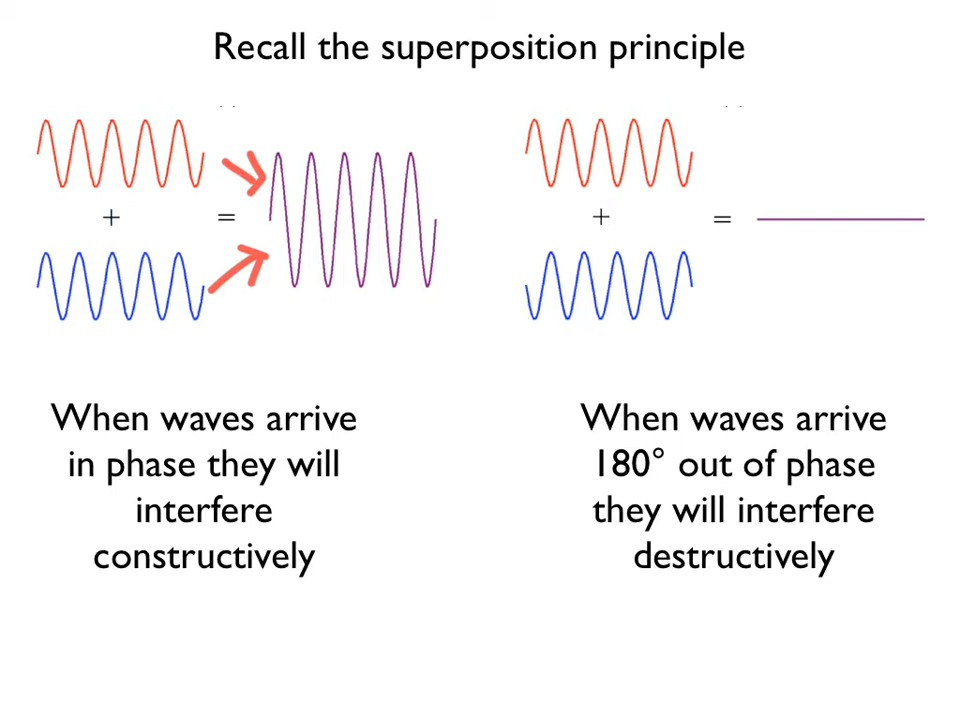 Recall the superposition principle
+
=
+
=
When waves arrive
in phase they will
interfere
constructively
When waves arrive
180° out of phase
they will interfere
destructively